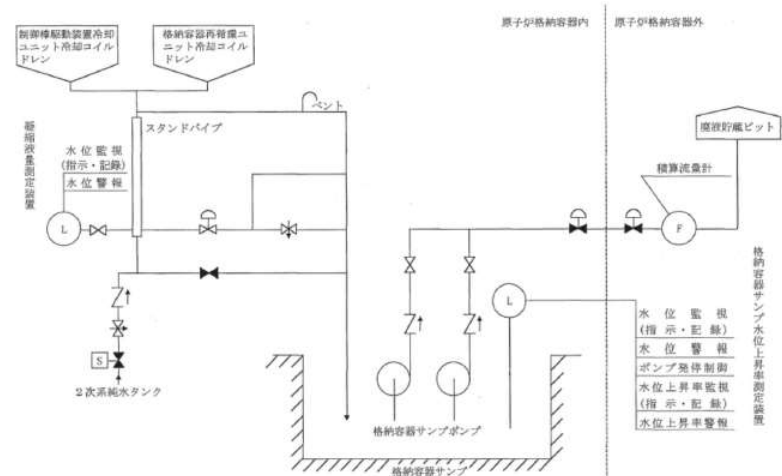 原子炉格納容器内
原子炉格納容器外
制御棒駆動装置冷却
ユニット冷却コイル
ドレン
格納容器再循環ユ
ニット冷却コイル
ドレン
ベント
スタンドパイプ
凝縮液量測定装置
水位監視
(指示・記録)
水位警報
L
S
2次系純水タンク
廃液貯蔵ピット
積算流量計
F
L
格納容器サンプ水位上昇率測定装置
水位監視
(指示・記録)
水位警報
ポンプ発停制御
水位上昇率監視
(指示・記録)
水位上昇率警報
格納容器サンプポンプ
格納容器サンプ